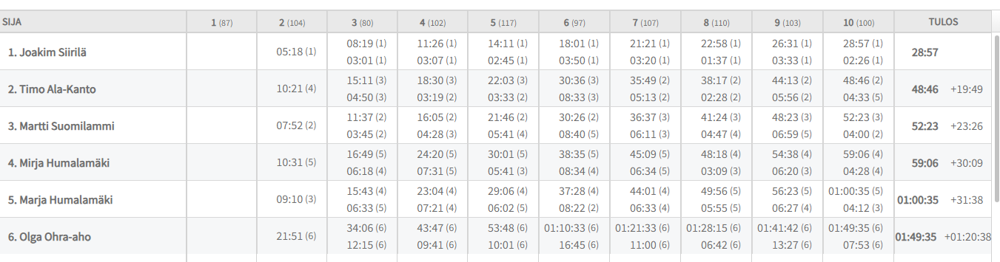 SIJA 1 (87) 2 (104) 3 (80) 4 (102) 5 (117) 6 (97) 7 (107) 8 (110) 9 (103) 10 (100) TULOS
08:19 (1) 11:26 (1) 14:11 (1) 18:01 (1) 21:21 (1) 22:58 (1) 26:31 (1) 28:57 (1)
1. Joakim Siirilä 05:18 (1) 28:57
03:01 (1) 03:07 (1) 02:45 (1) 03:50 (1) 03:20 (1) 01:37 (1) 03:33 (1) 02:26 (1)
15:11 (3) 18:30 (3) 22:03 (3) 30:36 (3) 35:49 (2) 38:17 (2) 44:13 (2) 48:46 (2)
2. Timo Ala-Kanto 10:21 (4) 48:46 +19:49
04:50 (3) 03:19 (2) 03:33 (2) 08:33 (3) 05:13 (2) 02:28 (2) 05:56 (2) 04:33 (5)
11:37 (2) 16:05 (2) 21:46 (2) 30:26 (2) 36:37 (3) 41:24 (3) 48:23 (3) 52:23 (3)
3. Martti Suomilammi 07:52 (2) 52:23 +23:26
03:45 (2) 04:28 (3) 05:41 (4) 08:40 (5) 06:11 (3) 04:47 (4) 06:59 (5) 04:00 (2)
16:49 (5) 24:20 (5) 30:01 (5) 38:35 (5) 45:09 (5) 48:18 (4) 54:38 (4) 59:06 (4)
4. Mirja Humalamäki 10:31 (5) 59:06 +30:09
06:18 (4) 07:31 (5) 05:41 (3) 08:34 (4) 06:34 (5) 03:09 (3) 06:20 (3) 04:28 (4)
15:43 (4) 23:04 (4) 29:06 (4) 37:28 (4) 44:01 (4) 49:56 (5) 56:23 (5) 01:00:35 (5)
5. Marja Humalamäki 09:10 (3) 01:00:35 +31:38
06:33 (5) 07:21 (4) 06:02 (5) 08:22 (2) 06:33 (4) 05:55 (5) 06:27 (4) 04:12 (3)
34:06 (6) 43:47 (6) 53:48 (6) 01:10:33 (6) 01:21:33 (6) 01:28:15 (6) 01:41:42 (6) 01:49:35 (6)
6. Olga Ohra-aho 21:51 (6) 01:49:35 +01:20:38
12:15 (6) 09:41 (6) 10:01 (6) 16:45 (6) 11:00 (6) 06:42 (6) 13:27 (6) 07:53 (6)